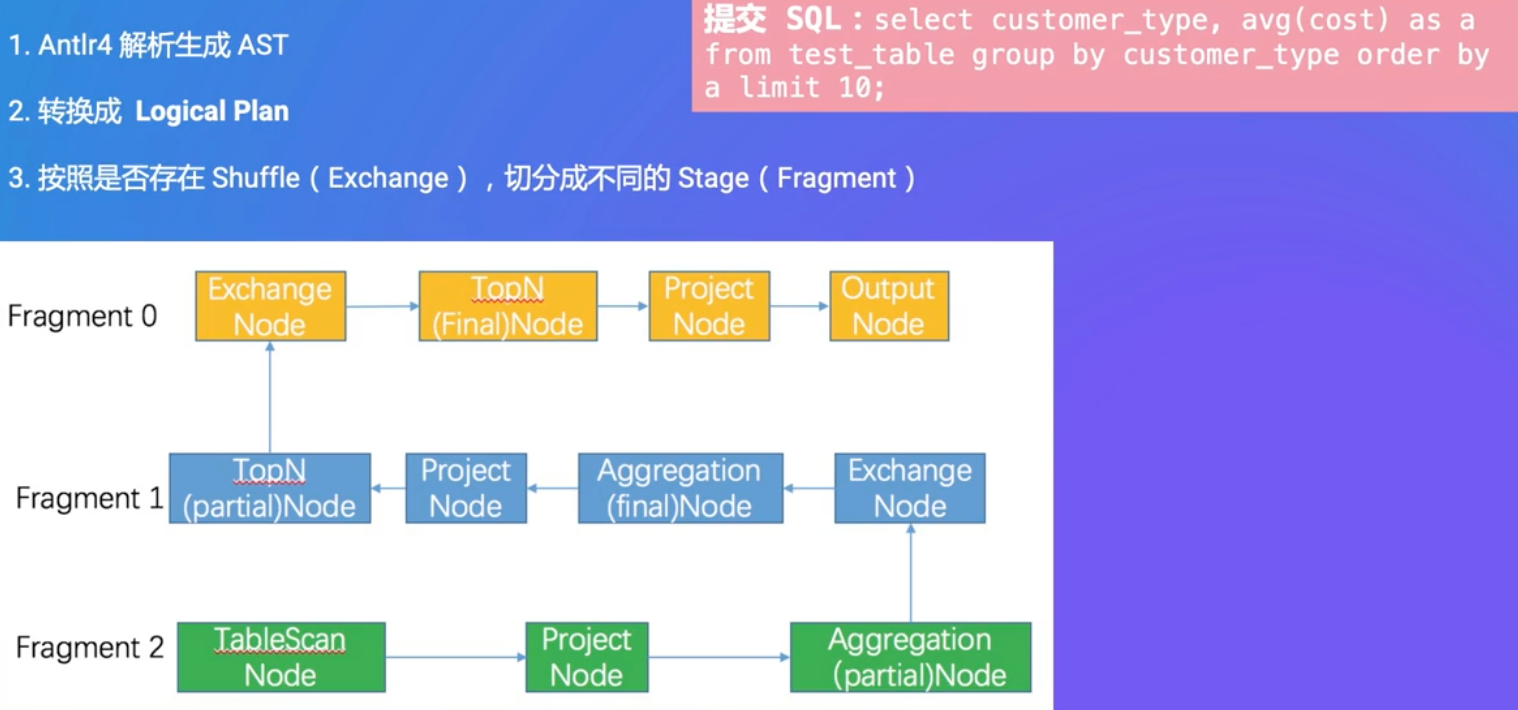 1. Antlr4 解析生成 AST
2. 转换成 Logical Plan
3. 按照是否存在 Shuffle（Exchange），切分成不同的 Stage（Fragment）
提交 SQL：select customer_type, avg(cost) as a
from test_table group by customer_type order by
a limit 10;
Fragment 0
Exchange
Node
TopN
(Final)Node
Project
Node
Output
Node
Fragment 1
TopN
(partial)Node
Project
Node
Aggregation
(final)Node
Exchange
Node
Fragment 2
TableScan
Node
Project
Node
Aggregation
（partial)Node